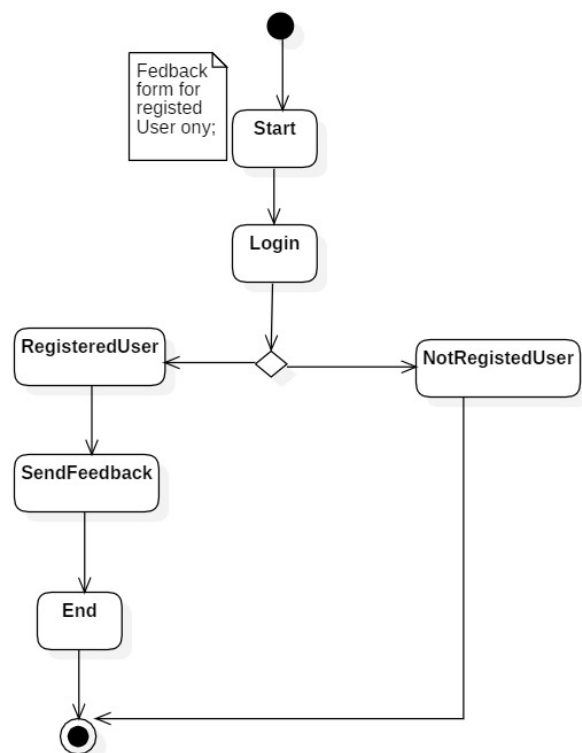 Fedback
form for
registed
User ony;
Start
Login
RegisteredUser
NotRegistedUser
SendFeedback
End